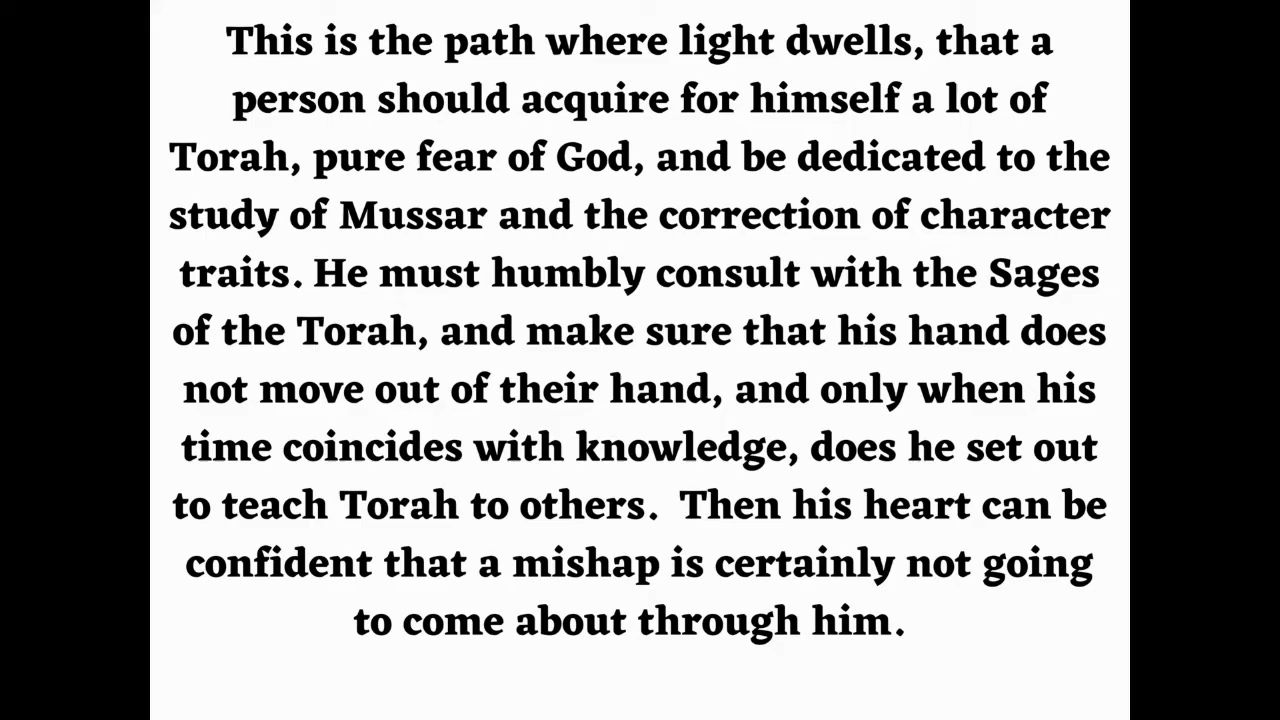 This is the path where light dwells, that a
person should acquire for himself a lot of
Torah, pure fear of God, and be dedicated to the
study of Mussar and the correction of character
traits. He must humbly consult with the Sages
of the Torah, and make sure that his hand does
not move out of their hand, and only when his
time coincides with knowledge, does he set out
to teach Torah to others.  Then his heart can be
confident that a mishap is certainly not going
to come about through him.